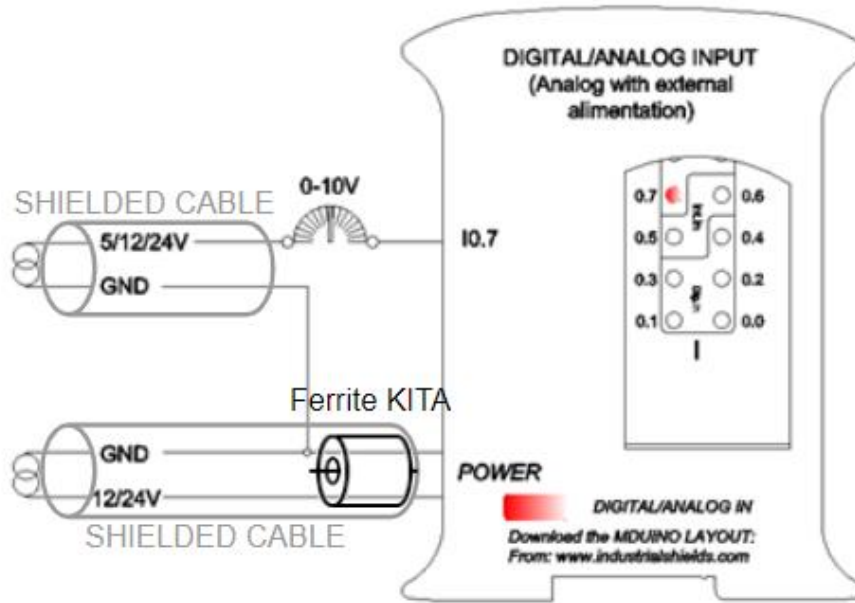 DIGITAL/ANALOG INPUT
(Analog with external
alimentation)
SHIELDED CABLE
0-10V
5/12/24V
I0.7
GND
0.7
0.6
0.5
0.4
0.3
0.2
0.1
0.0
I
Ferrite KITA
GND
POWER
12/24V
SHIELDED CABLE
DIGITAL/ANALOG IN
Download the MDUINO LAYOUT:
From: www.industrialshields.com